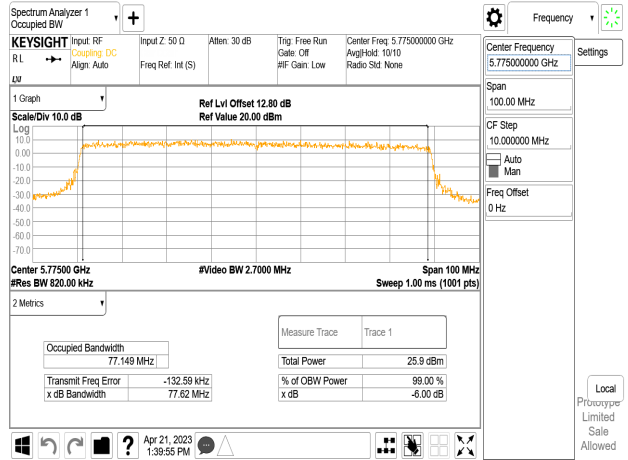 Spectrum Analyzer 1
Occupied BW
Frequency
KEYSIGHT
R L
Input: RF
Coupling: DC
Align: Auto
Input Z: 50 Ω
Freq Ref: Int (S)
Atten: 30 dB
Trig: Free Run
Gate: Off
#IF Gain: Low
Center Freq: 5.775000000 GHz
Avg|Hold: 10/10
Radio Std: None
Center Frequency
5.775000000 GHz
Settings
Span
100.00 MHz
CF Step
10.000000 MHz
Auto
Man
Freq Offset
0 Hz
1 Graph
Scale/Div 10.0 dB
Ref Lvl Offset 12.80 dB
Ref Value 20.00 dBm
Log
10.0
0.00
-10.0
-20.0
-30.0
-40.0
-50.0
-60.0
-70.0
Center 5.77500 GHz
#Res BW 820.00 kHz
#Video BW 2.7000 MHz
Span 100 MHz
Sweep 1.00 ms (1001 pts)
2 Metrics
Measure Trace Trace 1
Occupied Bandwidth
77.149 MHz
Total Power 25.9 dBm
Transmit Freq Error -132.59 kHz
% of OBW Power 99.00 %
x dB Bandwidth 77.62 MHz
x dB -6.00 dB
Local
Prototype
Limited
Sale
Allowed
?
Apr 21, 2023
1:39:55 PM